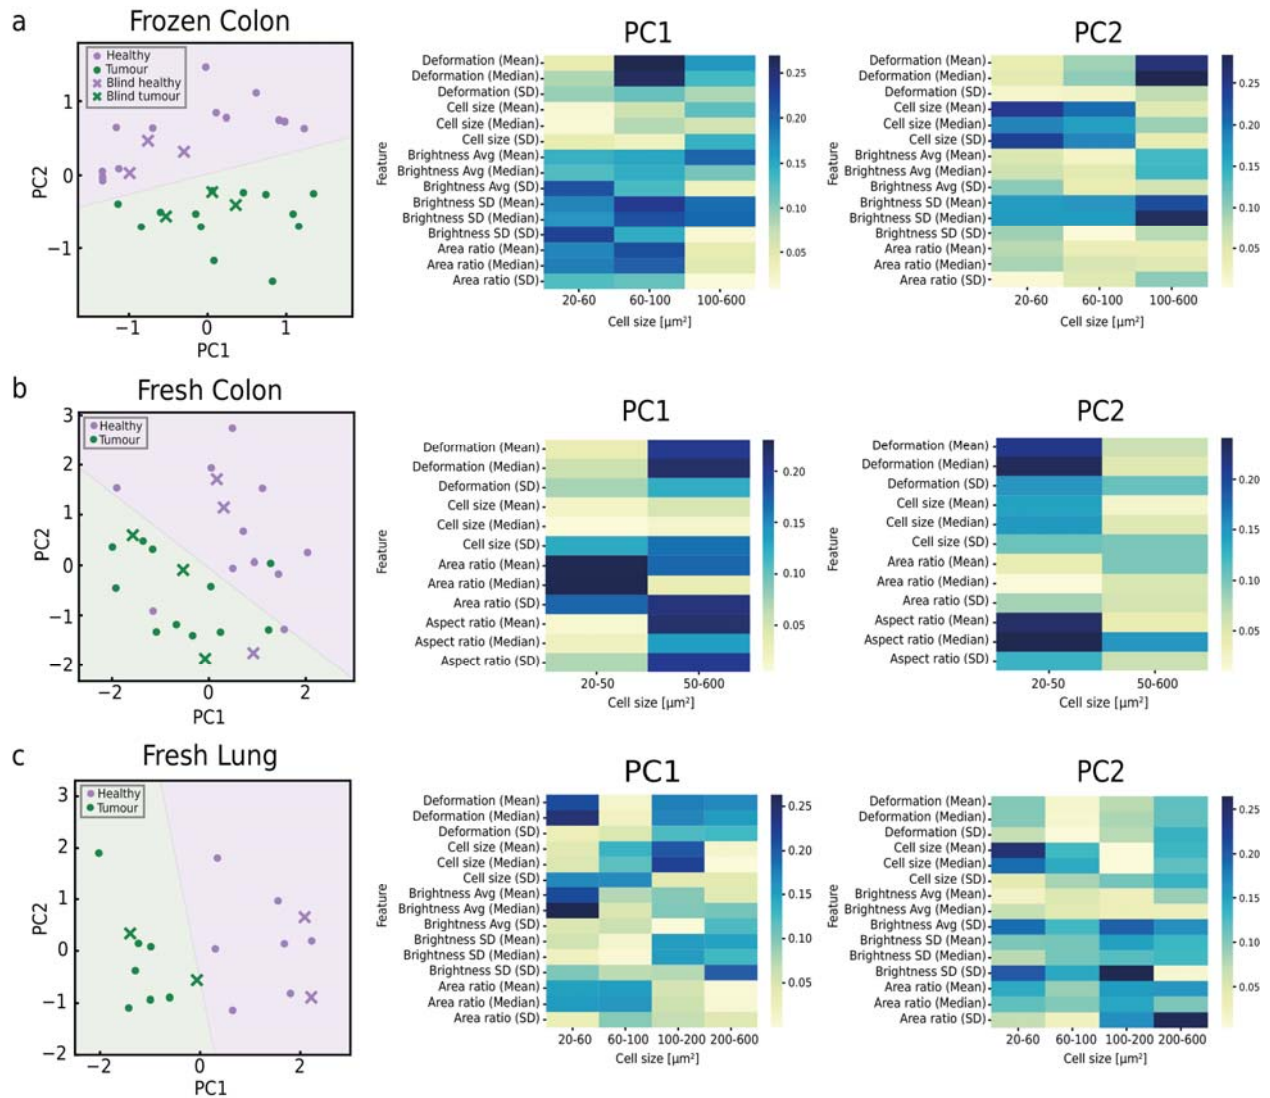 a
Frozen Colon
Healthy
Tumour
Blind healthy
Blind tumour
1
0
−1
PC2
−1 0 1
PC1
PC1
Feature
Deformation (Mean)
Deformation (Median)
Deformation (SD)
Cell size (Mean)
Cell size (Median)
Cell size (SD)
Brightness Avg (Mean)
Brightness Avg (Median)
Brightness Avg (SD)
Brightness SD (Mean)
Brightness SD (Median)
Brightness SD (SD)
Area ratio (Mean)
Area ratio (Median)
Area ratio (SD)
20-60 60-100 100-600
Cell size [µm²]
0.25
0.20
0.15
0.10
0.05
PC2
Feature
Deformation (Mean)
Deformation (Median)
Deformation (SD)
Cell size (Mean)
Cell size (Median)
Cell size (SD)
Brightness Avg (Mean)
Brightness Avg (Median)
Brightness Avg (SD)
Brightness SD (Mean)
Brightness SD (Median)
Brightness SD (SD)
Area ratio (Mean)
Area ratio (Median)
Area ratio (SD)
20-60 60-100 100-600
Cell size [µm²]
0.25
0.20
0.15
0.10
0.05
b
Fresh Colon
Healthy
Tumour
3
2
1
0
−1
−2
PC2
−2 0 2
PC1
PC1
Feature
Deformation (Mean)
Deformation (Median)
Deformation (SD)
Cell size (Mean)
Cell size (Median)
Cell size (SD)
Area ratio (Mean)
Area ratio (Median)
Area ratio (SD)
Aspect ratio (Mean)
Aspect ratio (Median)
Aspect ratio (SD)
20-50 50-600
Cell size [µm²]
0.20
0.15
0.10
0.05
PC2
Feature
Deformation (Mean)
Deformation (Median)
Deformation (SD)
Cell size (Mean)
Cell size (Median)
Cell size (SD)
Area ratio (Mean)
Area ratio (Median)
Area ratio (SD)
Aspect ratio (Mean)
Aspect ratio (Median)
Aspect ratio (SD)
20-50 50-600
Cell size [µm²]
0.20
0.15
0.10
0.05
c
Fresh Lung
Healthy
Tumour
3
2
1
0
−1
−2
PC2
−2 0 2
PC1
PC1
Feature
Deformation (Mean)
Deformation (Median)
Deformation (SD)
Cell size (Mean)
Cell size (Median)
Cell size (SD)
Brightness Avg (Mean)
Brightness Avg (Median)
Brightness Avg (SD)
Brightness SD (Mean)
Brightness SD (Median)
Brightness SD (SD)
Area ratio (Mean)
Area ratio (Median)
Area ratio (SD)
20-60 60-100 100-200 200-600
Cell size [µm²]
0.25
0.20
0.15
0.10
0.05
PC2
Feature
Deformation (Mean)
Deformation (Median)
Deformation (SD)
Cell size (Mean)
Cell size (Median)
Cell size (SD)
Brightness Avg (Mean)
Brightness Avg (Median)
Brightness Avg (SD)
Brightness SD (Mean)
Brightness SD (Median)
Brightness SD (SD)
Area ratio (Mean)
Area ratio (Median)
Area ratio (SD)
20-60 60-100 100-200 200-600
Cell size [µm²]
0.25
0.20
0.15
0.10
0.05